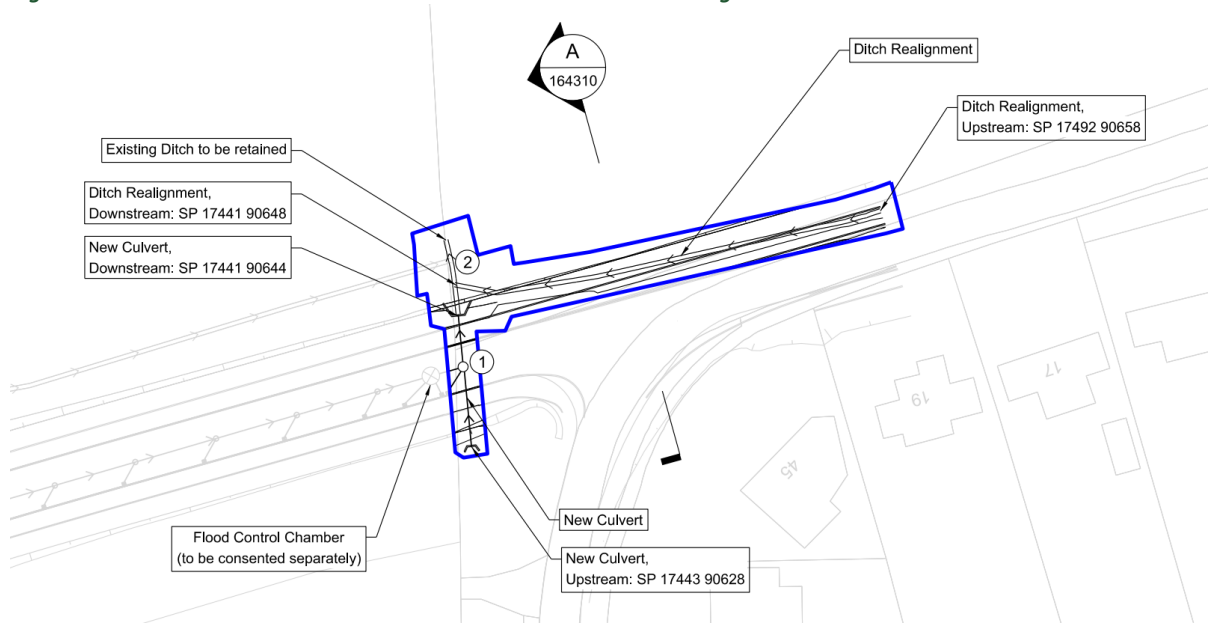 A
164310
Ditch Realignment
Ditch Realignment,
Upstream: SP 17492 90658
Existing Ditch to be retained
Ditch Realignment,
Downstream: SP 17441 90648
New Culvert,
Downstream: SP 17441 90644
2
1
17
19
45
New Culvert
Flood Control Chamber
(to be consented separately)
New Culvert,
Upstream: SP 17443 90628